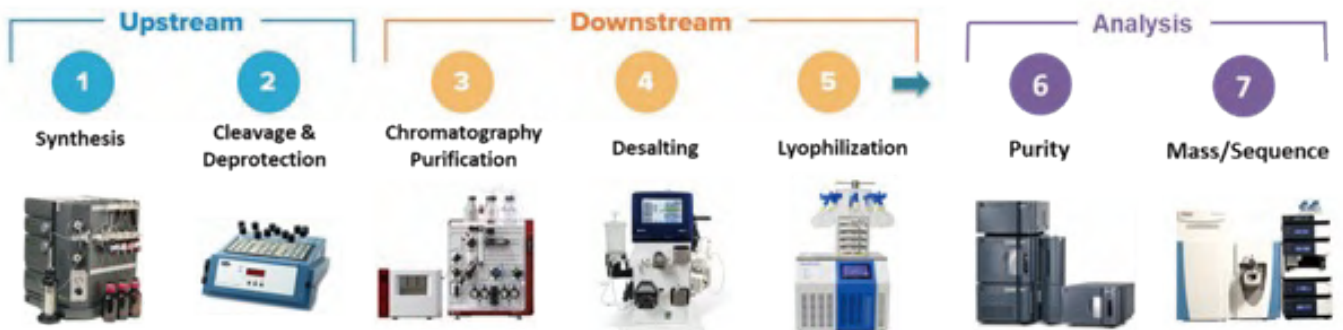 Upstream
Downstream
Analysis
1
2
3
4
5
6
7
Synthesis
Cleavage &
Deprotection
Chromatography
Purification
Desalting
Lyophilization
Purity
Mass/Sequence